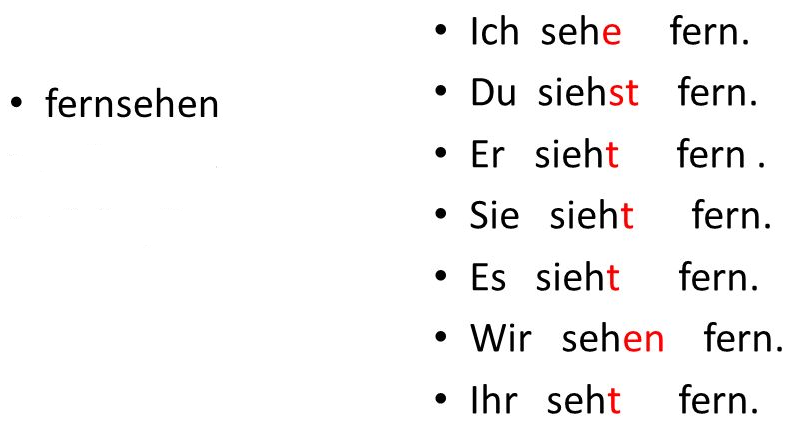 • fernsehen
• Ich sehe fern.
• Du siehst fern.
• Er sieht fern .
• Sie sieht fern.
• Es sieht fern.
• Wir sehen fern.
• Ihr seht fern.